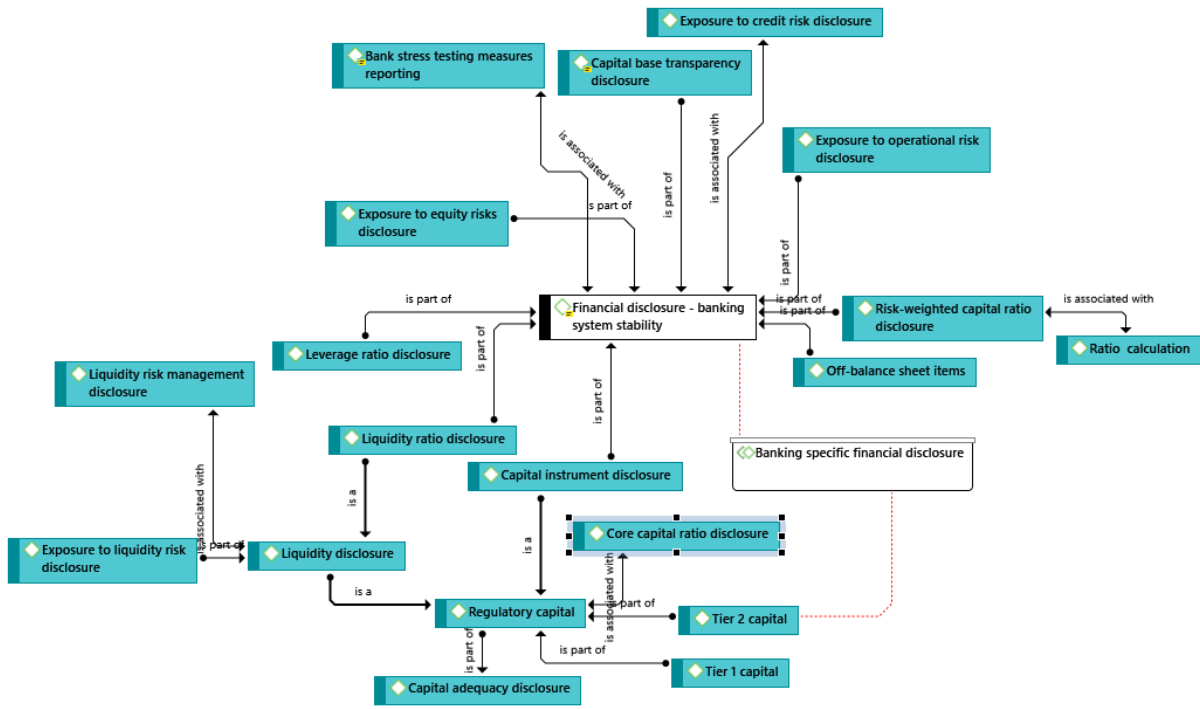 Exposure to credit risk disclosure
Bank stress testing measures
reporting
Capital base transparency
disclosure
is associated with
is associated with
Exposure to operational risk
disclosure
is part of
Exposure to equity risks
disclosure
is part of
is part of
is part of
Financial disclosure - banking
system stability
is part of
is part of
Risk-weighted capital ratio
disclosure
is associated with
Ratio calculation
Leverage ratio disclosure
is part of
Off-balance sheet items
Liquidity risk management
disclosure
is part of
Liquidity ratio disclosure
Banking specific financial disclosure
Capital instrument disclosure
is associated with
is a
Core capital ratio disclosure
Exposure to liquidity risk
disclosure
is part of
Liquidity disclosure
is a
is a
is associated with
Regulatory capital
is part of
Tier 2 capital
is part of
is part of
Tier 1 capital
Capital adequacy disclosure